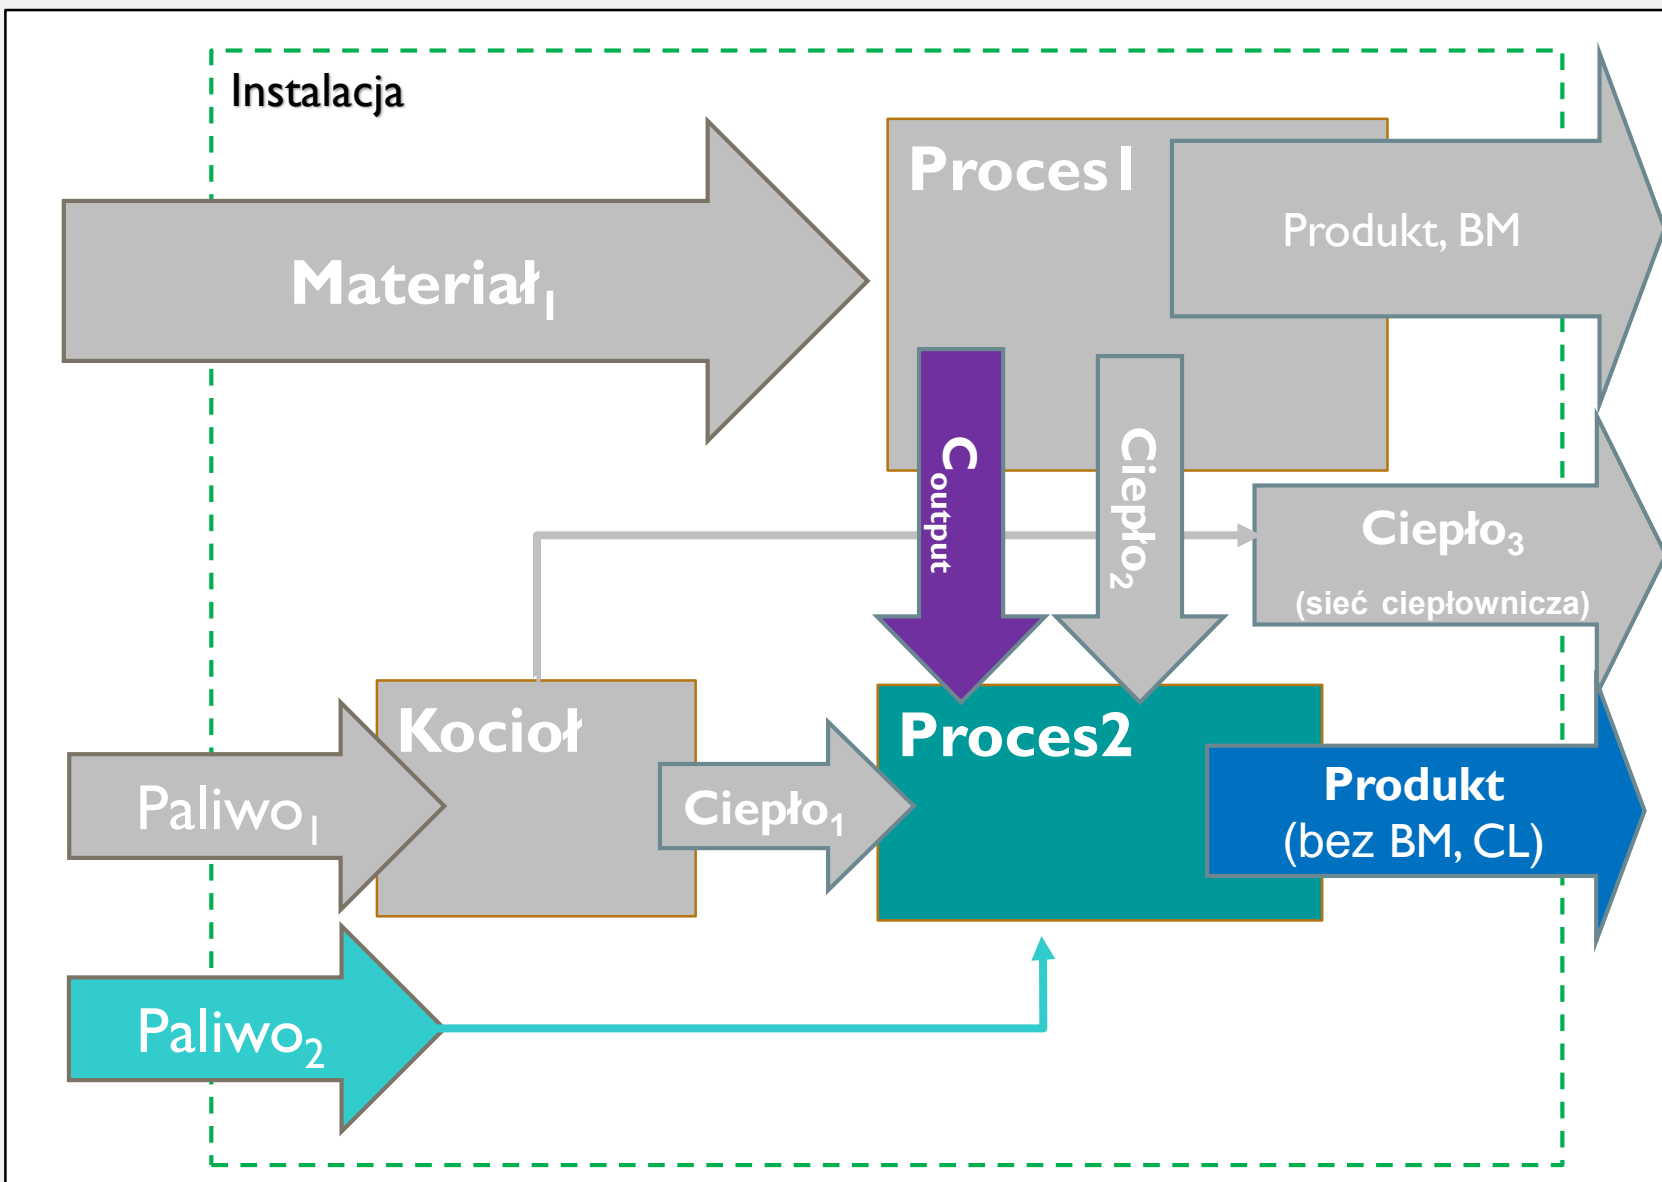 Instalacja
Proces1
Produkt, BM
Materiał1
Coutput
Ciepło2
Ciepło3
(sieć ciepłownicza)
Kocioł
Proces2
Produkt
(bez BM, CL)
Ciepło1
Paliwo1
Paliwo2